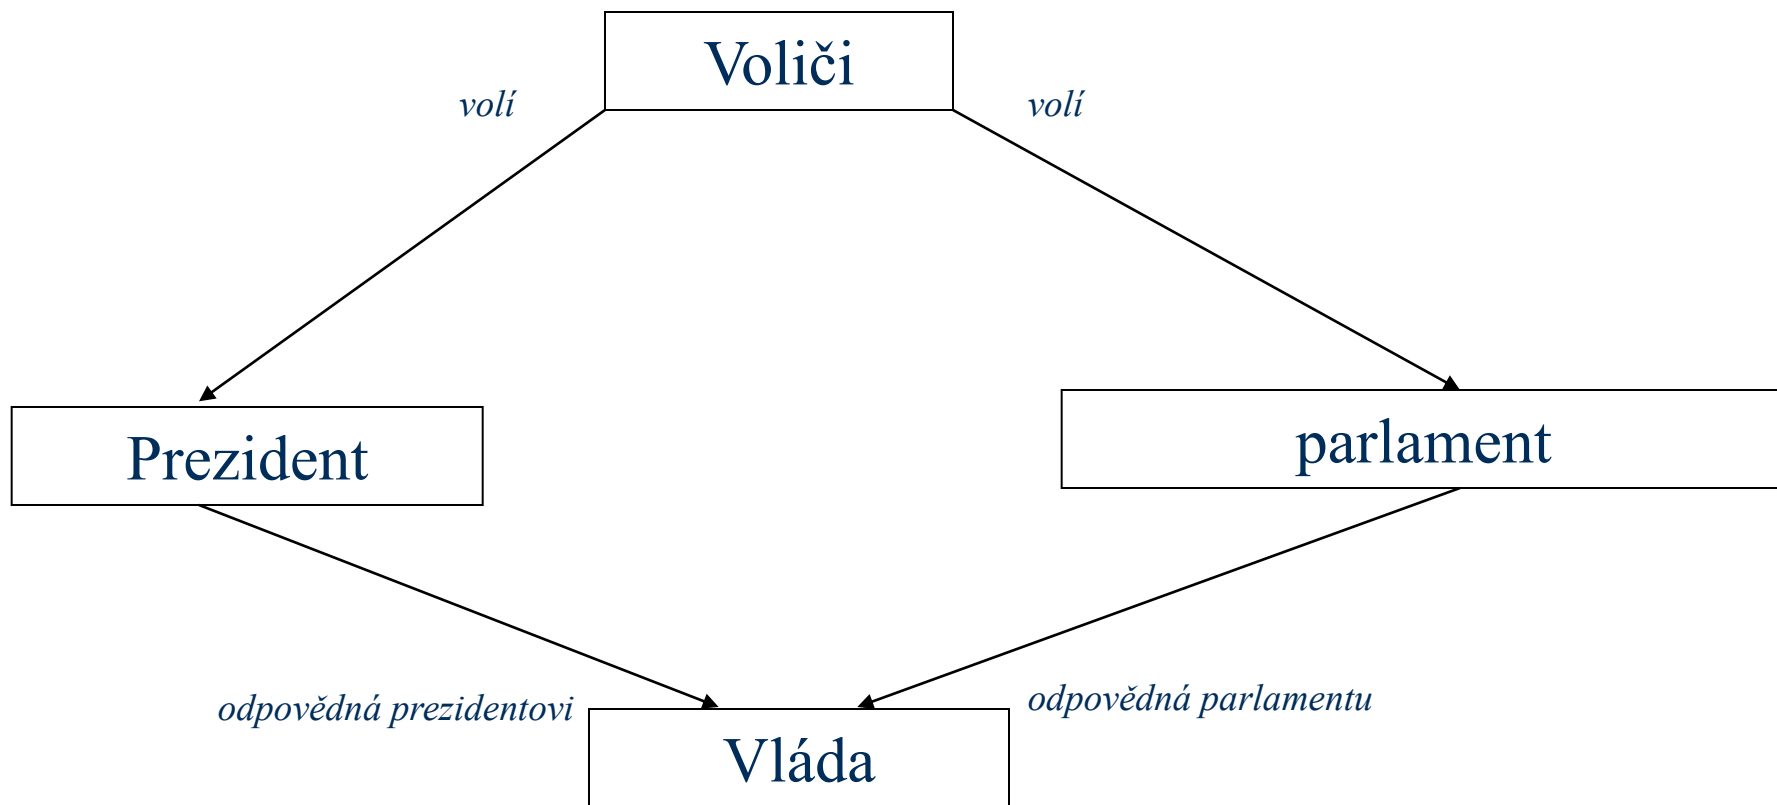 Voliči
volí
volí
Prezident
parlament
odpovědná prezidentovi
odpovědná parlamentu
Vláda